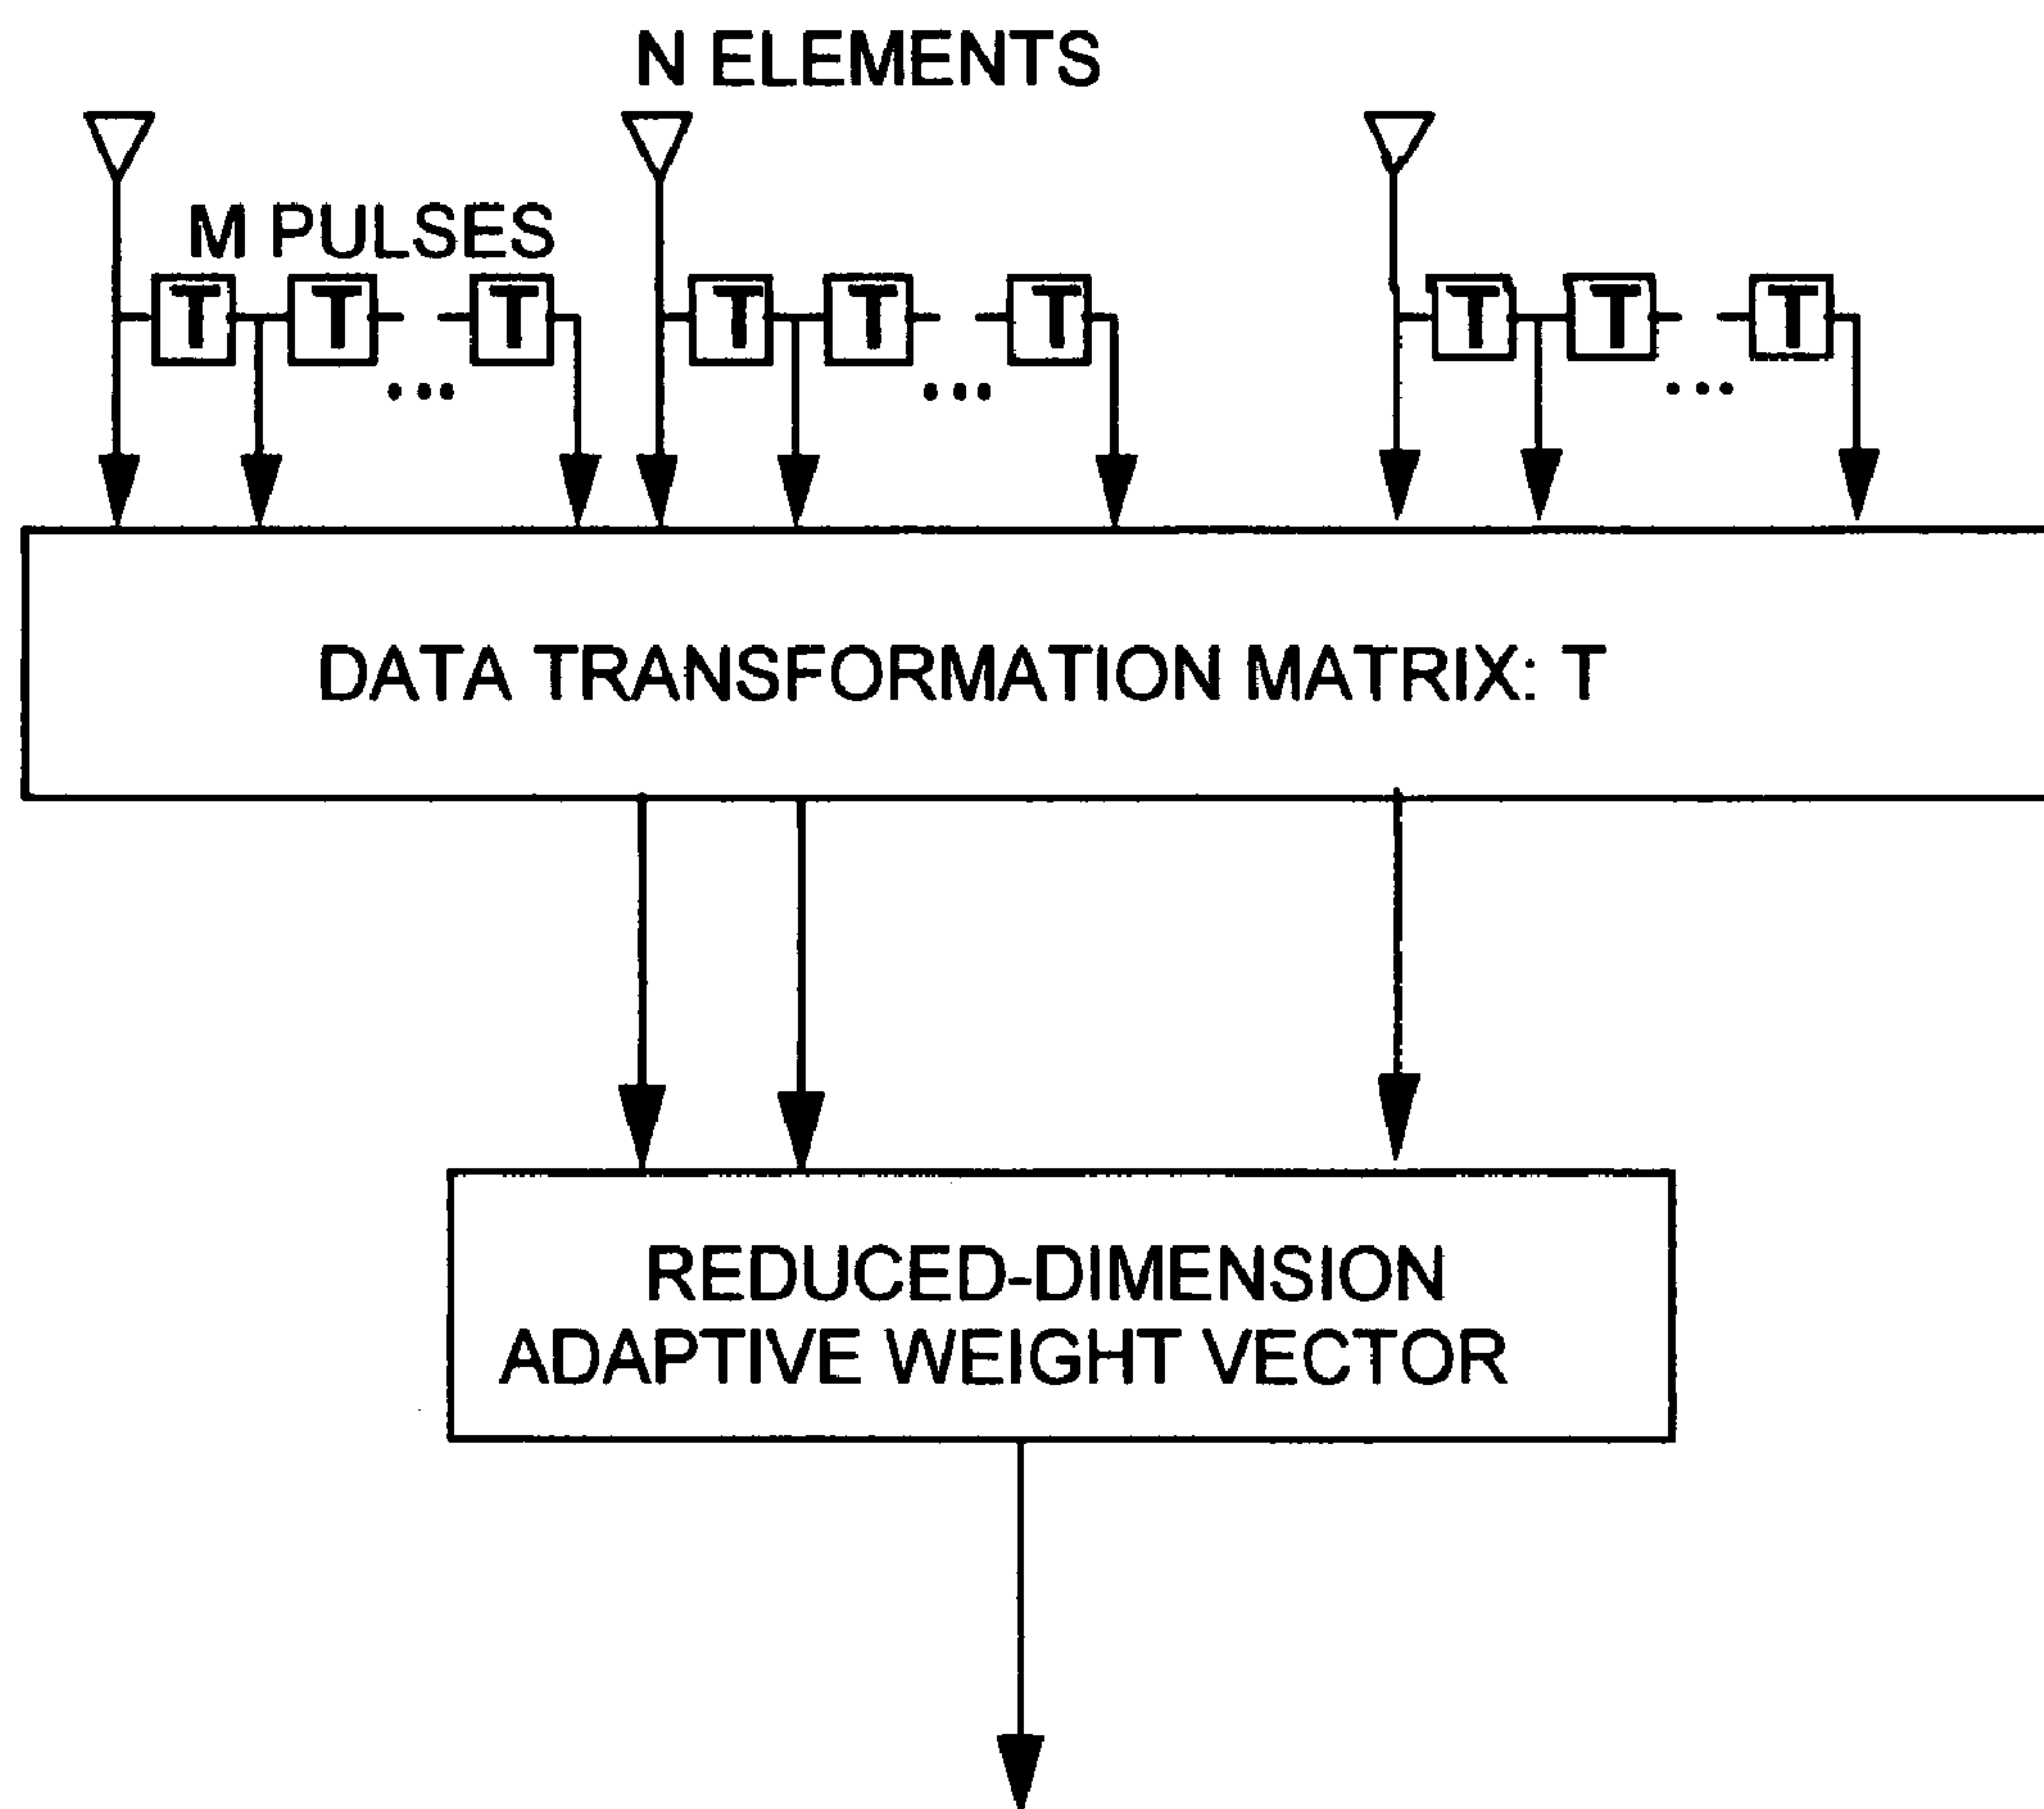 N ELEMENTS
M PULSES
T T T T T T T T T
DATA TRANSFORMATION MATRIX: T
REDUCED-DIMENSION
ADAPTIVE WEIGHT VECTOR